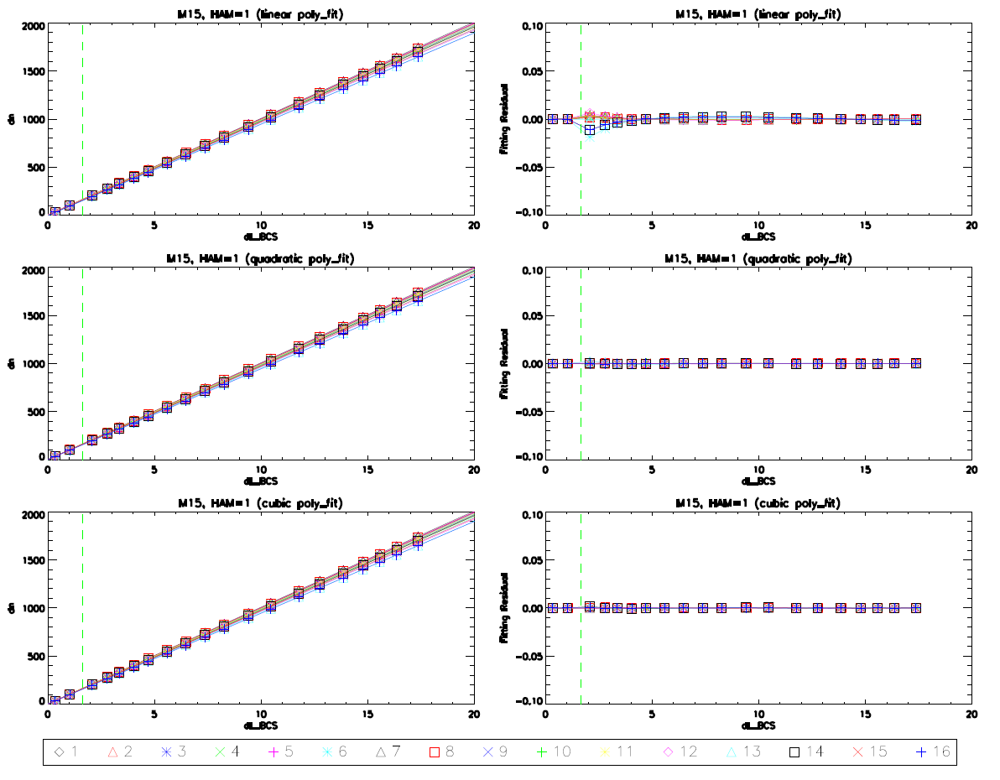 M15, HAM=1 (linear poly_fit)
M15, HAM=1 (linear poly_fit)
2000
1500
1000
500
0
dn
0 5 10 15 20
dL_BCS
0.10
0.05
0.00
-0.05
-0.10
Fitting Residual
0 5 10 15 20
dL_BCS
M15, HAM=1 (quadratic poly_fit)
M15, HAM=1 (quadratic poly_fit)
2000
1500
1000
500
0
dn
0 5 10 15 20
dL_BCS
0.10
0.05
0.00
-0.05
-0.10
Fitting Residual
0 5 10 15 20
dL_BCS
M15, HAM=1 (cubic poly_fit)
M15, HAM=1 (cubic poly_fit)
2000
1500
1000
500
0
dn
0 5 10 15 20
dL_BCS
0.10
0.05
0.00
-0.05
-0.10
Fitting Residual
0 5 10 15 20
dL_BCS
1 2 3 4 5 6 7 8 9 10 11 12 13 14 15 16